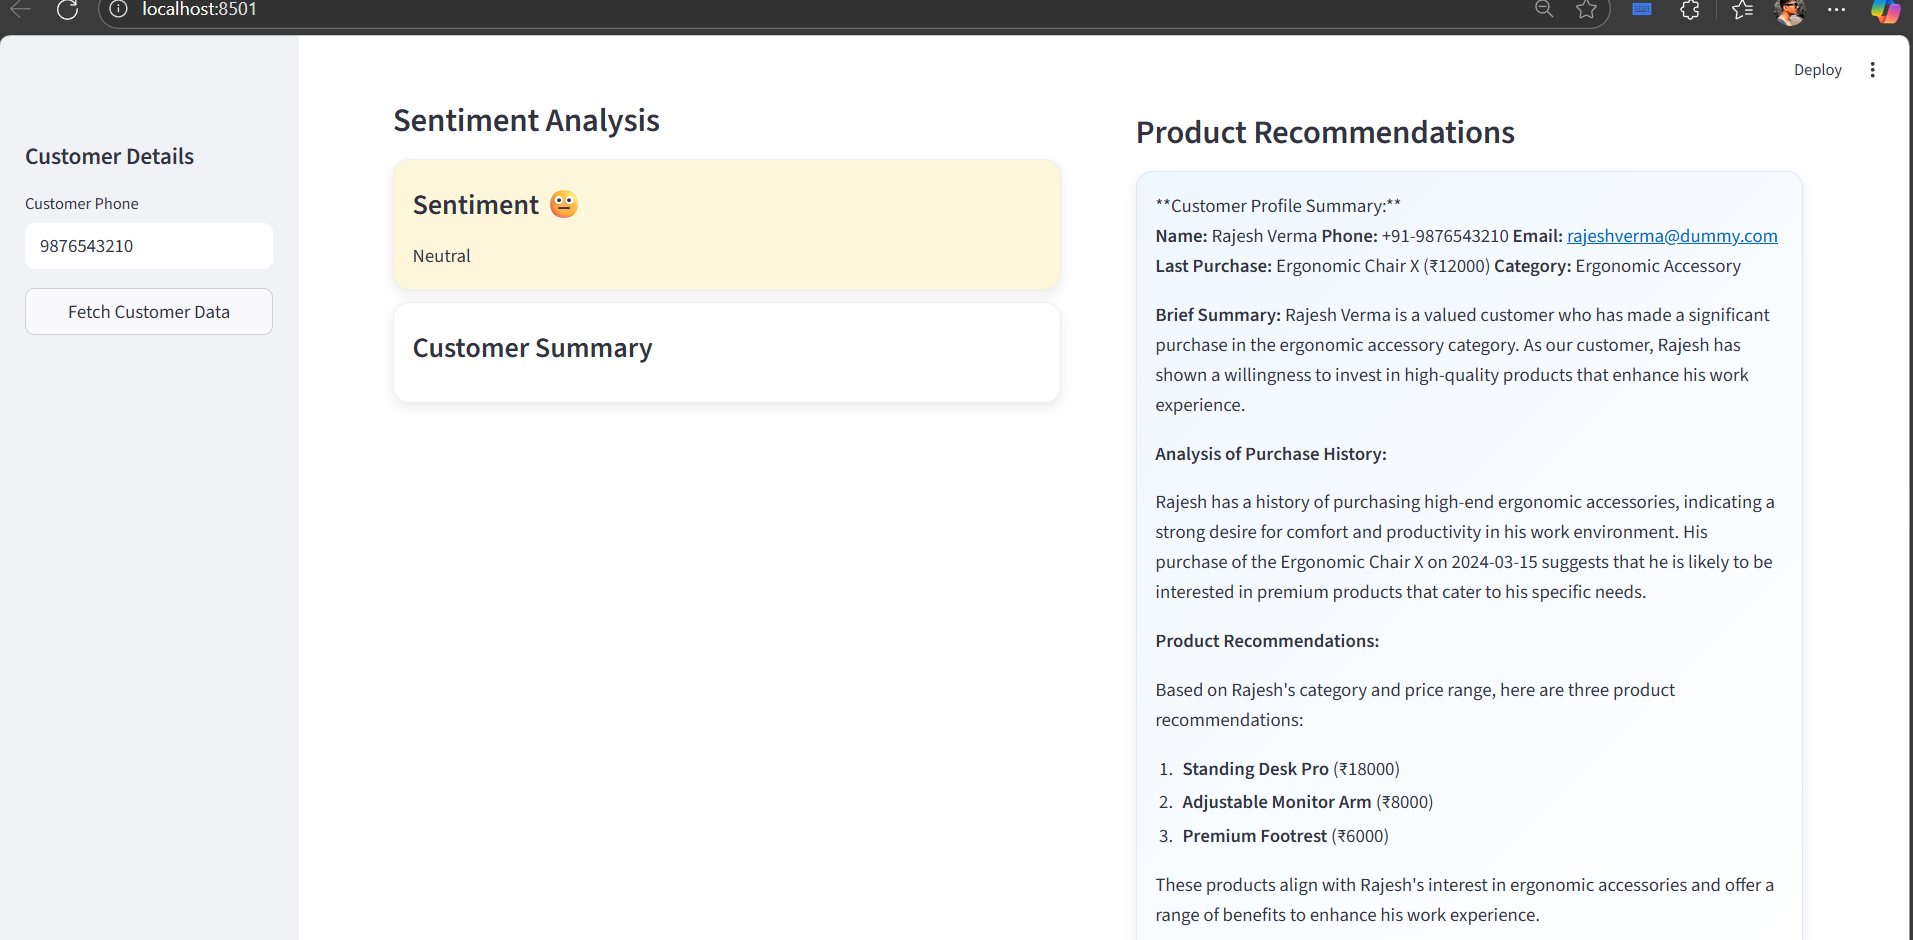 localhost:8501
Deploy
Customer Details
Customer Phone
9876543210
Fetch Customer Data
Sentiment Analysis
Sentiment 😐
Neutral
Customer Summary
Product Recommendations
**Customer Profile Summary:**
Name: Rajesh Verma Phone: +91-9876543210 Email: rajeshverma@dummy.com
Last Purchase: Ergonomic Chair X (₹12000) Category: Ergonomic Accessory
Brief Summary: Rajesh Verma is a valued customer who has made a significant
purchase in the ergonomic accessory category. As our customer, Rajesh has
shown a willingness to invest in high-quality products that enhance his work
experience.
Analysis of Purchase History:
Rajesh has a history of purchasing high-end ergonomic accessories, indicating a
strong desire for comfort and productivity in his work environment. His
purchase of the Ergonomic Chair X on 2024-03-15 suggests that he is likely to be
interested in premium products that cater to his specific needs.
Product Recommendations:
Based on Rajesh's category and price range, here are three product
recommendations:
1. Standing Desk Pro (₹18000)
2. Adjustable Monitor Arm (₹8000)
3. Premium Footrest (₹6000)
These products align with Rajesh's interest in ergonomic accessories and offer a
range of benefits to enhance his work experience.